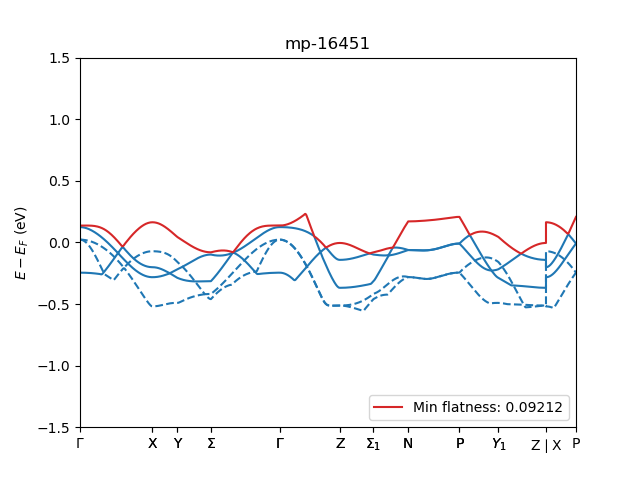 mp-16451
E − E_F (eV)
1.5
1.0
0.5
0.0
−0.5
−1.0
−1.5
Min flatness: 0.09212
Γ X Y Σ Γ Z Σ₁ N P Y₁ Z | X P